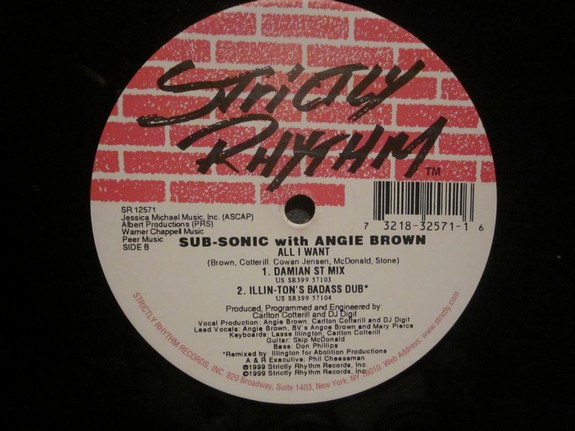 STRICTLY
RHYTHM
TM
SR 12571
Jessica Michael Music, Inc. (ASCAP)
Albert Productions (PRS)
Warner Chappell Music
Peer Music
SIDE B
7 3218-32571-1 6
SUB-SONIC with ANGIE BROWN
ALL I WANT
(Brown, Cotterill, Cowan Jensen, McDonald, Stone)
1. DAMIAN ST MIX
US SR399 57103
2. ILLIN-TON'S BADASS DUB*
US SR399 57104
Produced, Programmed and Engineered by:
Carlton Cotterill and DJ Digit
Vocal Production: Angie Brown, Carlton Cotterill and DJ Digit
Lead Vocals: Angie Brown, BV's Angoe Brown and Mary Pierce
Keyboards: Lasse Illington, Carlton Cotterill
Guitar: Skip McDonald
Bass: Don Phillips
*Remixed by: Illington for Abolition Productions
A & R Executive: Phil Cheeseman
℗1999 Strictly Rhythm Records, Inc.
©1999 Strictly Rhythm Records, Inc.
STRICTLY RHYTHM RECORDS, INC. 920 Broadway, Suite 1403, New York, NY 10010. Web Address: www.strictly.com